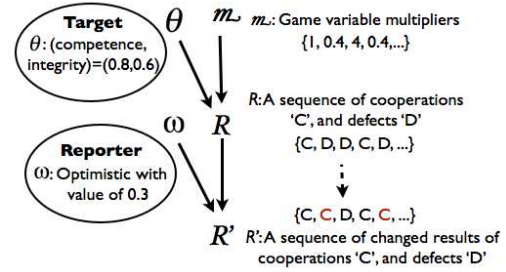 Target
θ: (competence,
integrity)=(0.8,0.6)
θ
m
m: Game variable multipliers
{1, 0.4, 4, 0.4,...}
R:A sequence of cooperations
'C', and defects 'D'
{C, D, D, C, D, ...}
ω
R
Reporter
ω: Optimistic with
value of 0.3
{C, C, D, C, C, ...}
R'
R':A sequence of changed results of
cooperations 'C', and defects 'D'